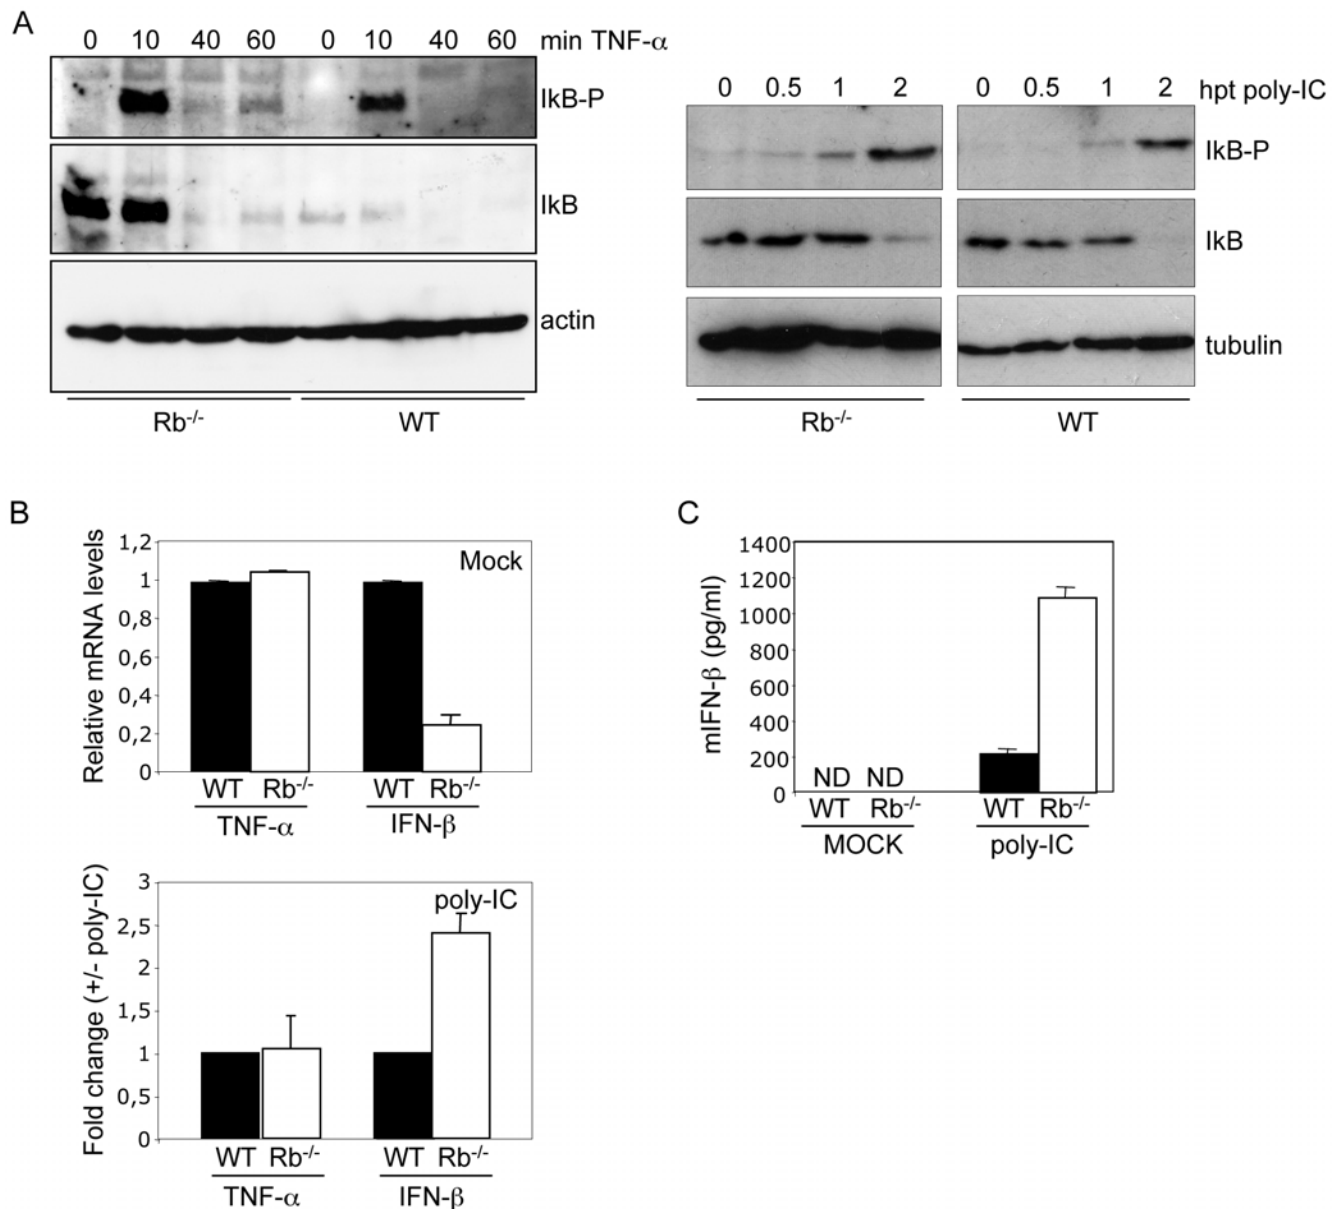 A
0 10 40 60 0 10 40 60 min TNF-α
IkB-P
IkB
actin
Rb-/- WT
0 0.5 1 2 0 0.5 1 2 hpt poly-IC
IkB-P
IkB
tubulin
Rb-/- WT
B
Relative mRNA levels
1,2
1
0,8
0,6
0,4
0,2
0
Mock
WT Rb-/- WT Rb-/-
TNF-α IFN-β
Fold change (+/- poly-IC)
3
2,5
2
1,5
1
0,5
0
poly-IC
WT Rb-/- WT Rb-/-
TNF-α IFN-β
C
mIFN-β (pg/ml)
1400
1200
1000
800
600
400
200
0
ND ND
WT Rb-/- WT Rb-/-
MOCK poly-IC